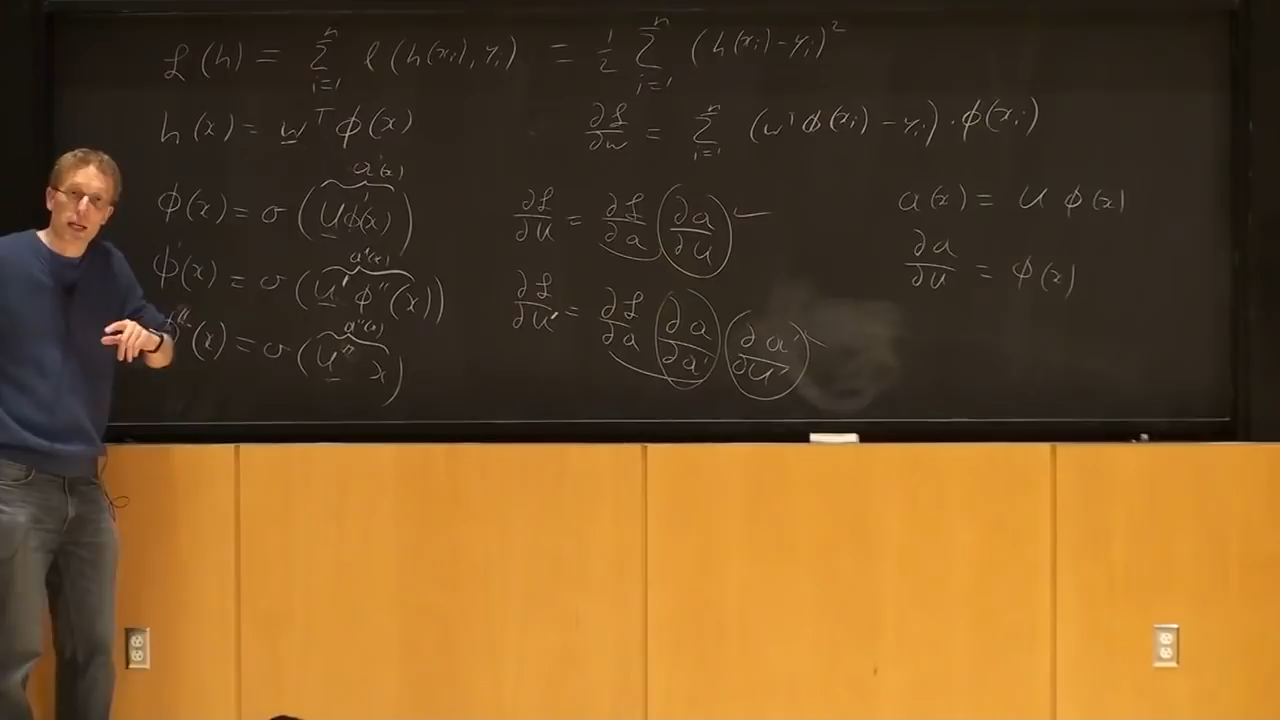 ℒ(h) = Σ_{i=1}^{n} ℓ(h(x_i), y_i) = 1/2 Σ_{i=1}^{n} (h(x_i) - y_i)²
h(x) = w^T φ(x)
∂ℒ/∂w = Σ_{i=1}^{n} (w^T φ(x_i) - y_i) · φ(x_i)
a(x)
φ(x) = σ(U φ'(x))
∂ℒ/∂U = ∂ℒ/∂a ∂a/∂U
a(x) = U φ(x)
a'(x)
φ'(x) = σ(U' φ''(x))
∂a/∂U = φ(x)
∂ℒ/∂U' = ∂ℒ/∂a ∂a/∂a' ∂a'/∂U'
a''(x)
φ''(x) = σ(U'' x)